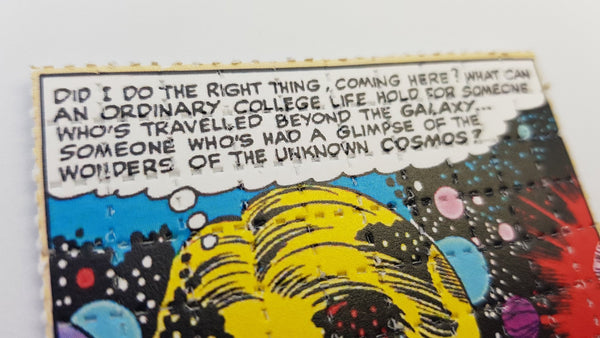 DID I DO THE RIGHT THING, COMING HERE? WHAT CAN
AN ORDINARY COLLEGE LIFE HOLD FOR SOMEONE
WHO'S TRAVELLED BEYOND THE GALAXY...
SOMEONE WHO'S HAD A GLIMPSE OF THE
WONDERS OF THE UNKNOWN COSMOS?